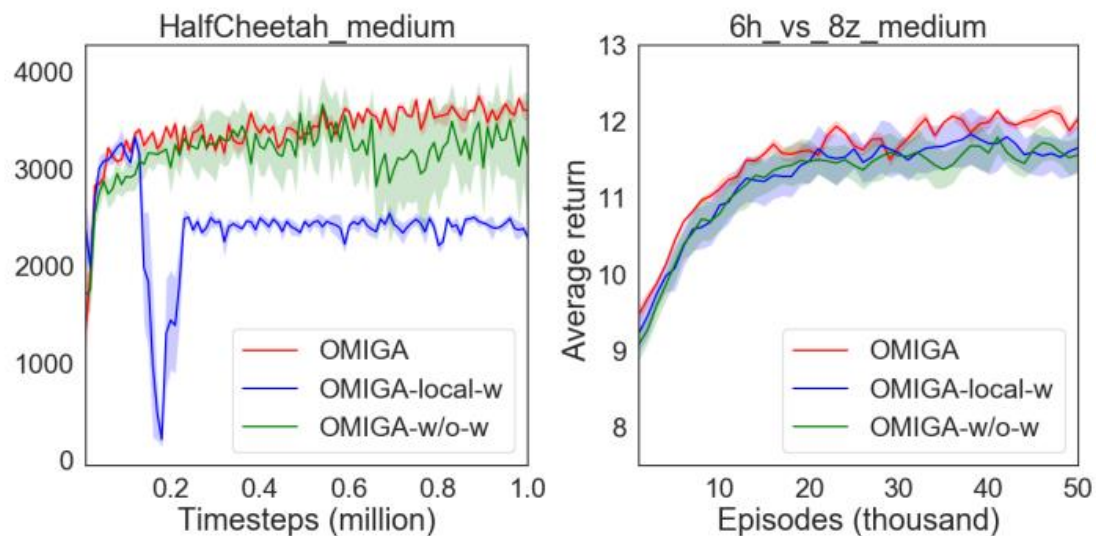 HalfCheetah_medium
4000
3000
2000
1000
0
0.2 0.4 0.6 0.8 1.0
Timesteps (million)
OMIGA
OMIGA-local-w
OMIGA-w/o-w
6h_vs_8z_medium
Average return
13
12
11
10
9
8
10 20 30 40 50
Episodes (thousand)
OMIGA
OMIGA-local-w
OMIGA-w/o-w